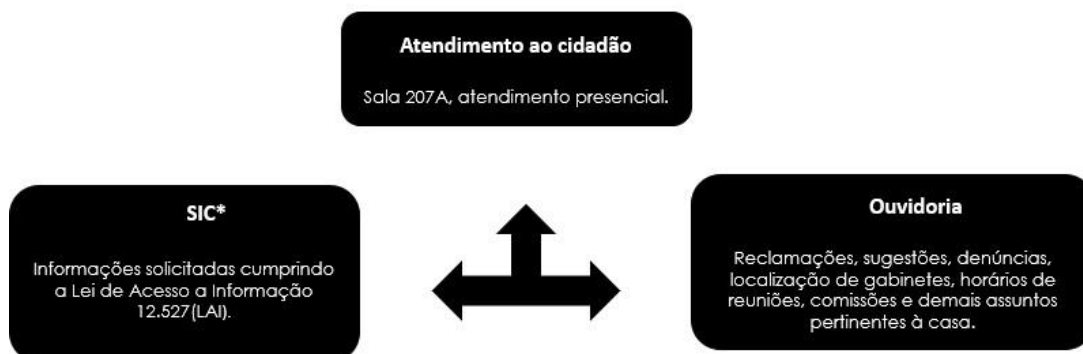 Atendimento ao cidadão
Sala 207A, atendimento presencial.
SIC*
Informações solicitadas cumprindo
a Lei de Acesso a Informação
12.527(LAI).
Ouvidoria
Reclamações, sugestões, denúncias,
localização de gabinetes, horários de
reuniões, comissões e demais assuntos
pertinentes à casa.